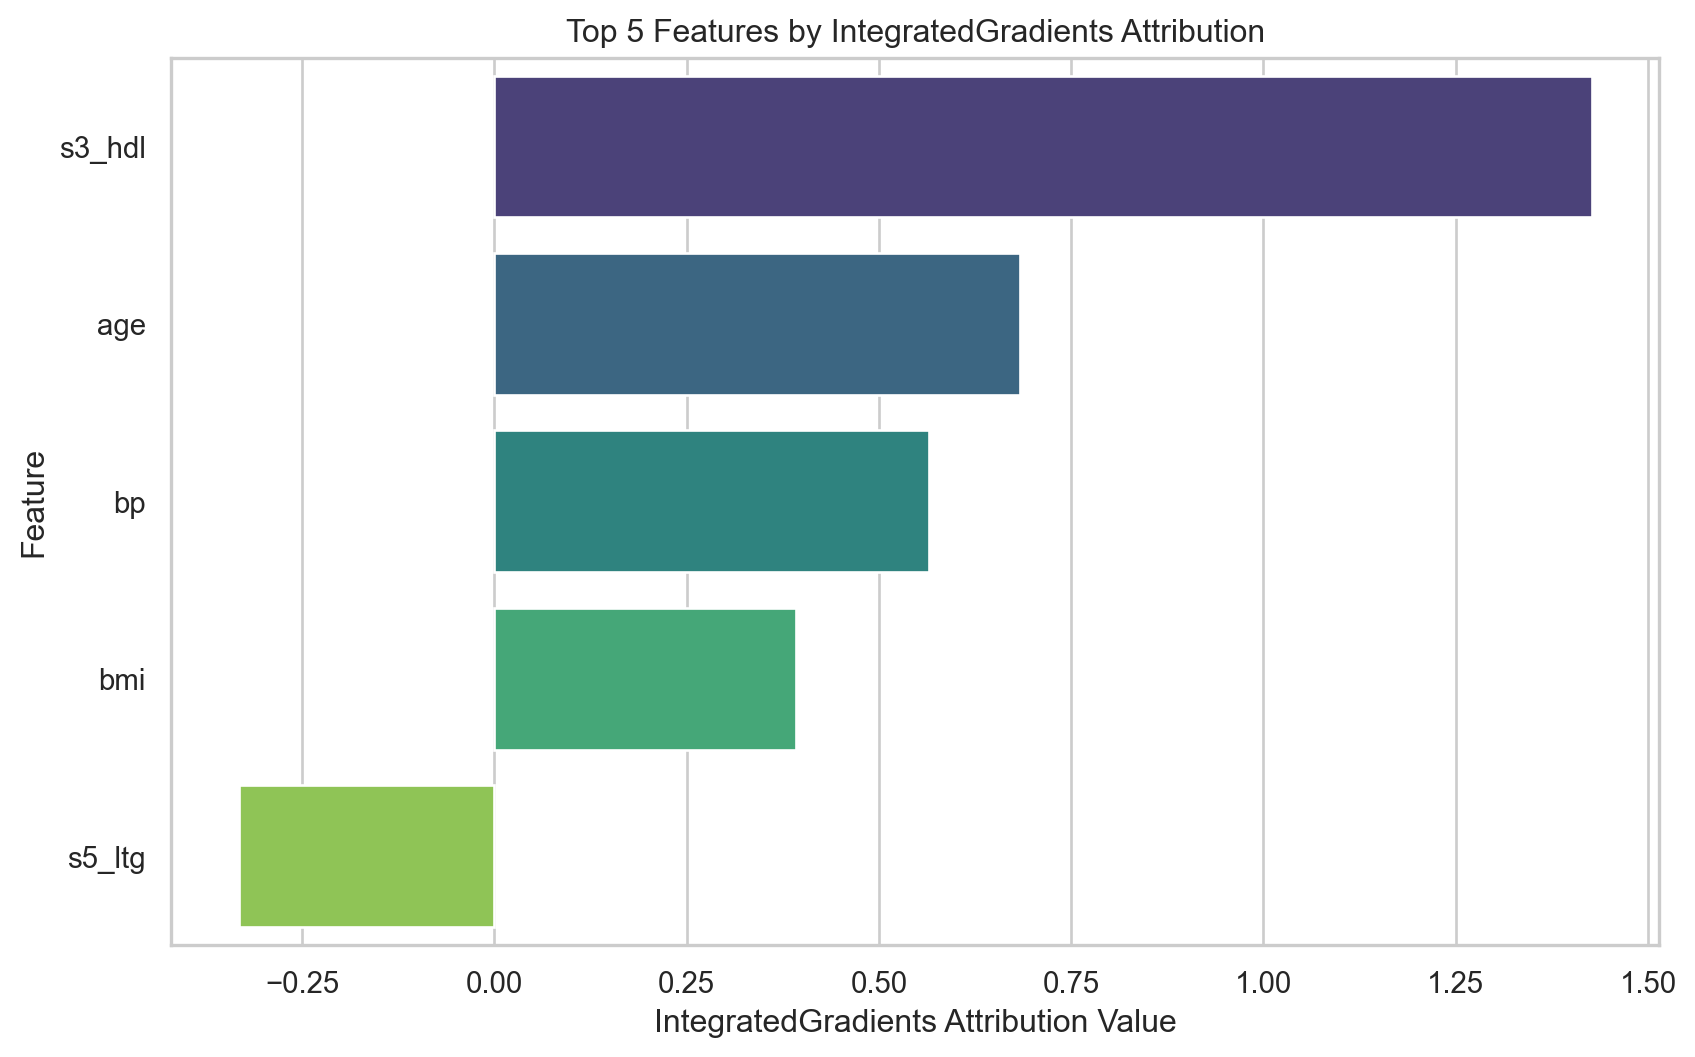 Top 5 Features by IntegratedGradients Attribution
s3_hdl
age
bp
bmi
s5_ltg
Feature
−0.25
0.00
0.25
0.50
0.75
1.00
1.25
1.50
IntegratedGradients Attribution Value